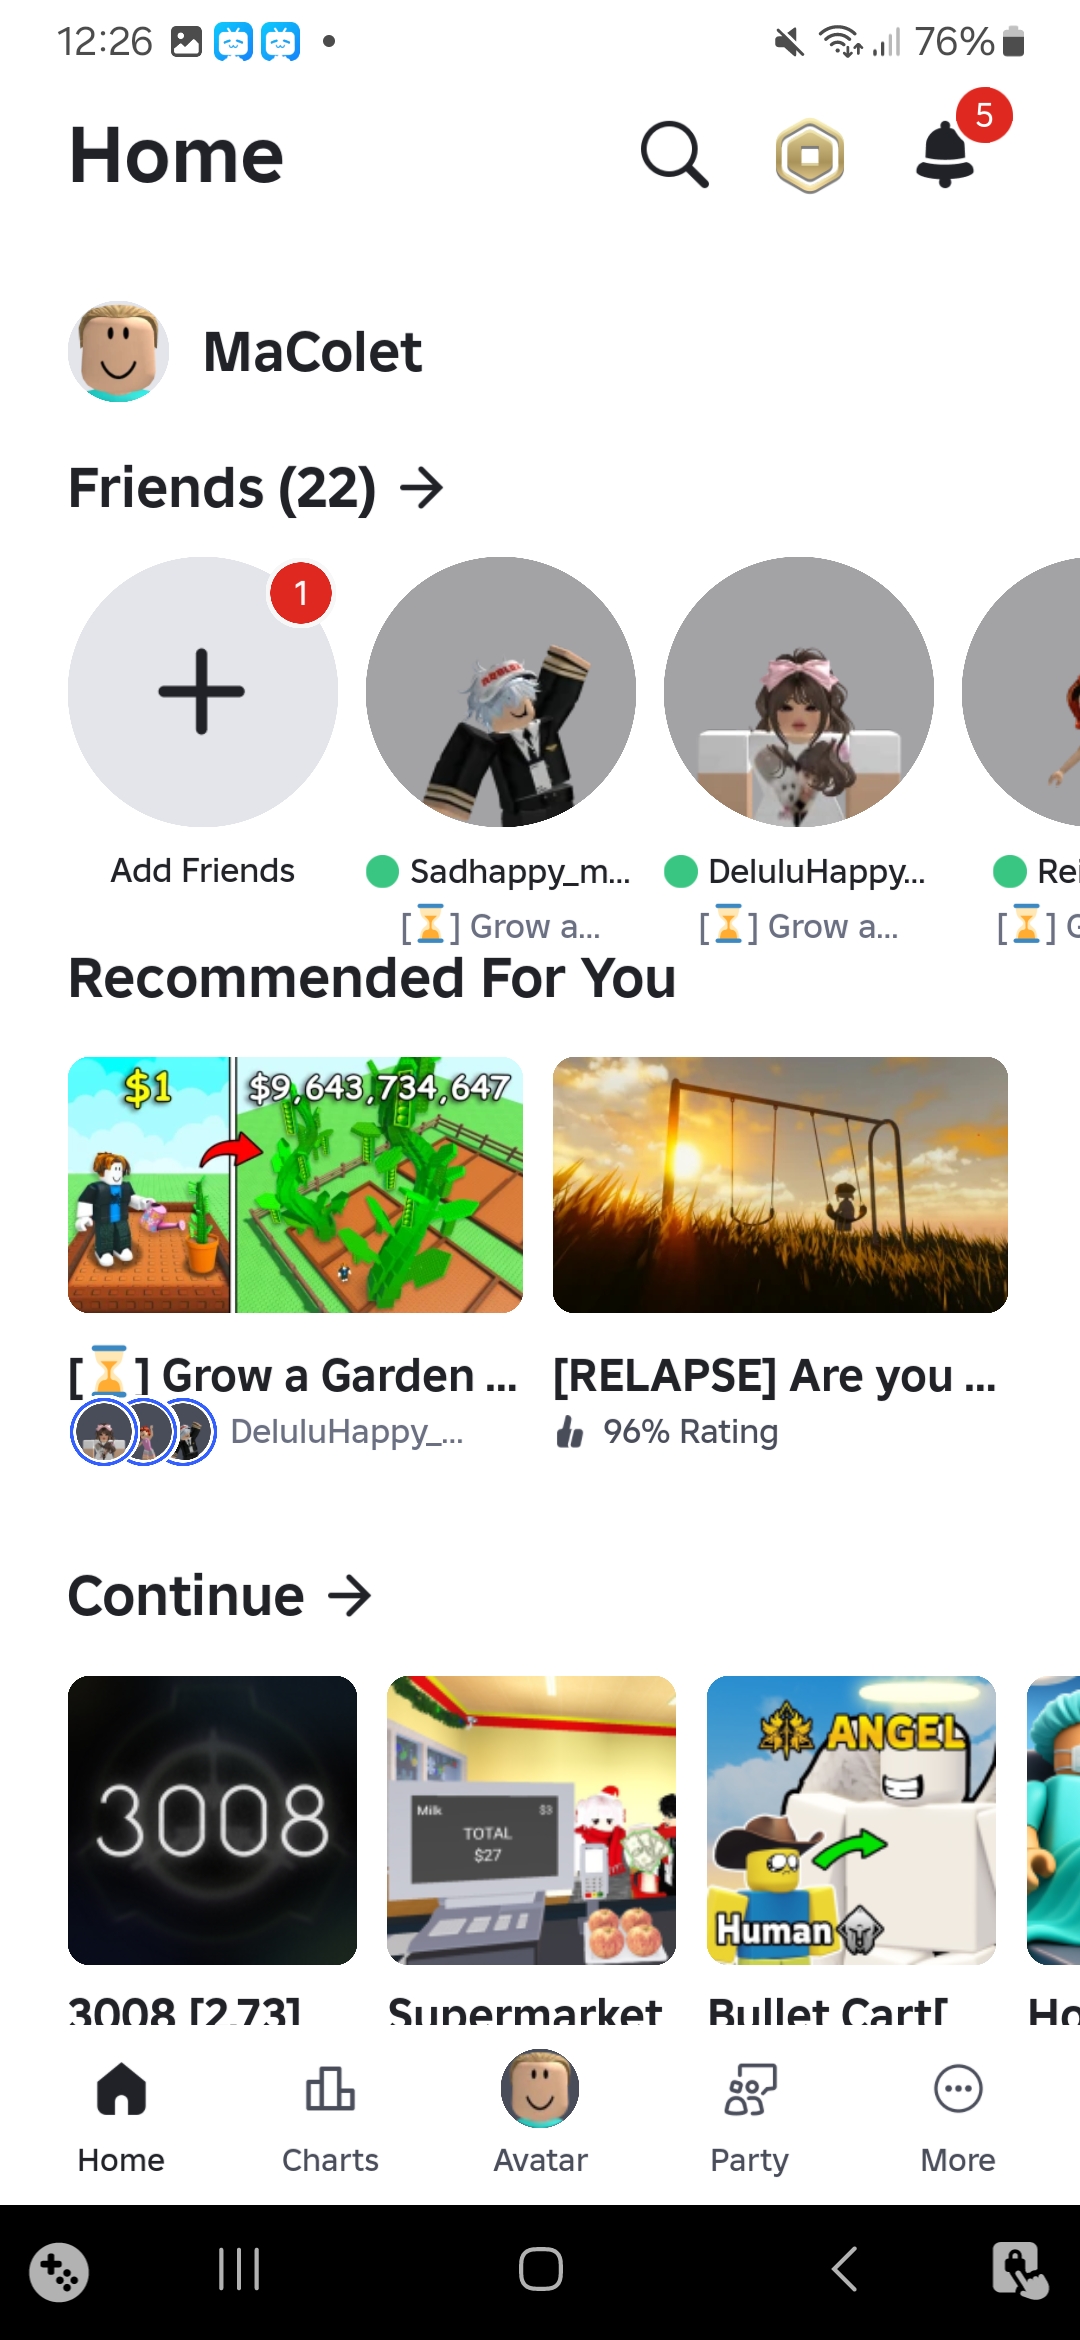 12:26
76%
Home
5
MaColet
Friends (22)
1
Add Friends
Sadhappy_m...
DeluluHappy...
Rei
[⏳] Grow a...
[⏳] Grow a...
[⏳] G
Recommended For You
$1
$9,643,734,647
[⏳] Grow a Garden ...
[RELAPSE] Are you ...
DeluluHappy_...
96% Rating
Continue
3008
Milk $3
TOTAL
$27
ANGEL
Human
3008 [2.73]
Supermarket
Bullet Cart[
Ho
Home
Charts
Avatar
Party
More